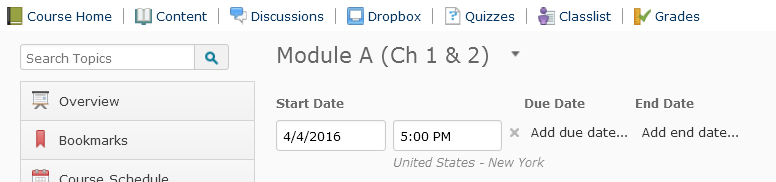 Course Home Content Discussions Dropbox Quizzes Classlist Grades
Search Topics
Module A (Ch 1 & 2)
Overview
Bookmarks
Course Schedule
Start Date Due Date End Date
4/4/2016 5:00 PM Add due date... Add end date...
United States - New York